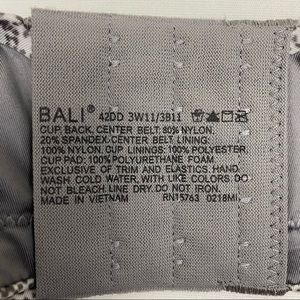 BALI® 42DD 3W11/3B11
CUP, BACK, CENTER BELT: 80% NYLON,
20% SPANDEX. CENTER BELT LINING:
100% NYLON. CUP LININGS: 100% POLYESTER.
CUP PAD: 100% POLYURETHANE FOAM.
EXCLUSIVE OF TRIM AND ELASTICS. HAND
WASH COLD WATER, WITH LIKE COLORS. DO
NOT BLEACH. LINE DRY. DO NOT IRON.
MADE IN VIETNAM RN15763 0218MI